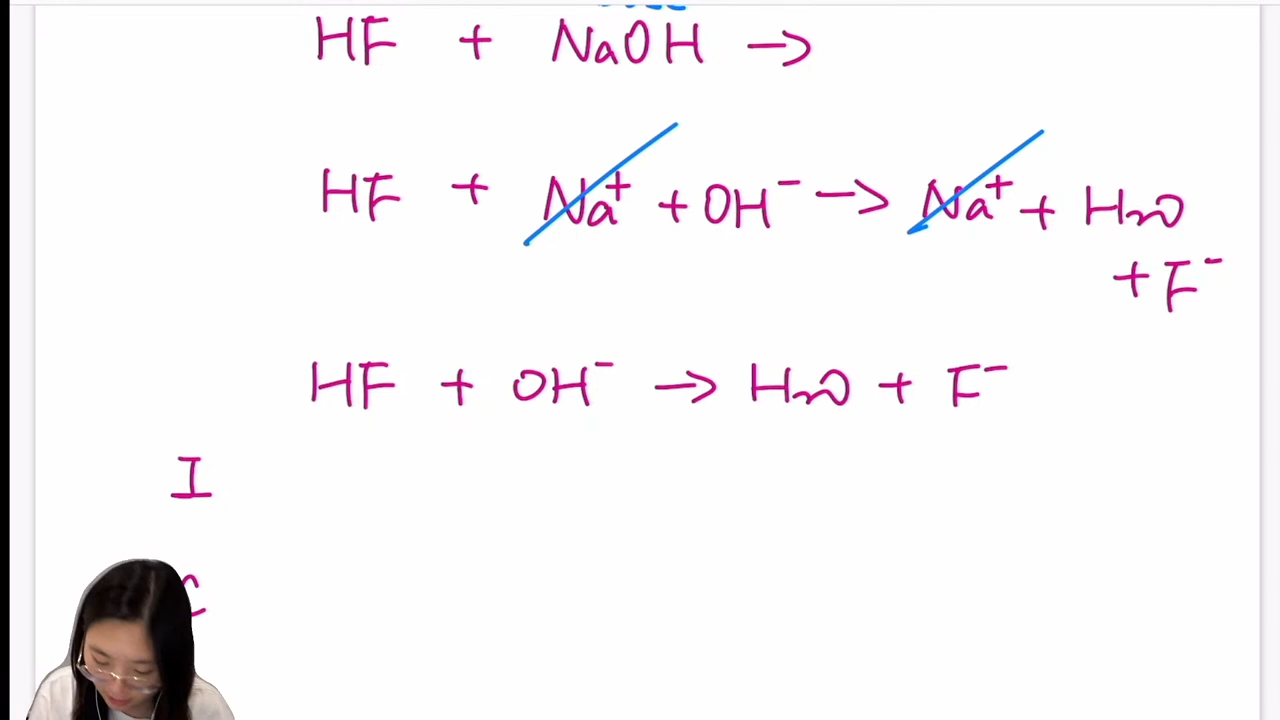 HF + NaOH →
HF + Na⁺ + OH⁻ → Na⁺ + H₂O
+ F⁻
HF + OH⁻ → H₂O + F⁻
I
C